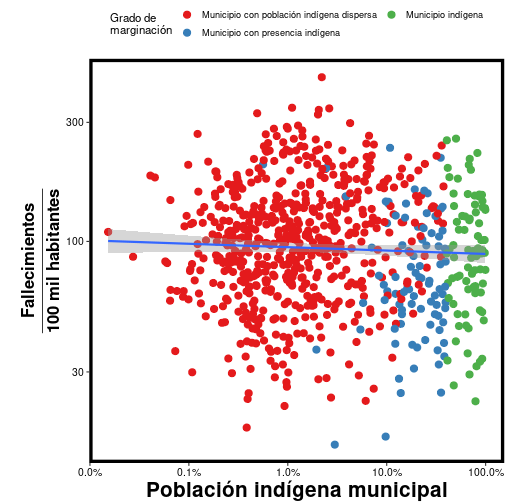 Grado de
marginación
Municipio con población indígena dispersa
Municipio indígena
Municipio con presencia indígena
300
100
30
Fallecimientos
100 mil habitantes
0.0%
0.1%
1.0%
10.0%
100.0%
Población indígena municipal